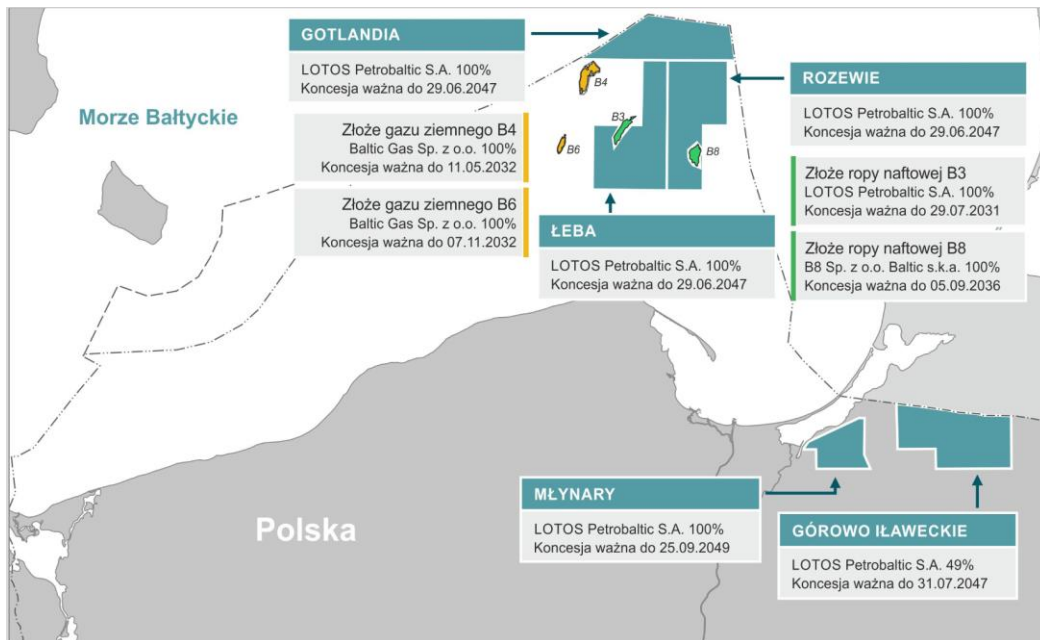 GOTLANDIA
LOTOS Petrobaltic S.A. 100%
Koncesja ważna do 29.06.2047
Morze Bałtyckie
Złoże gazu ziemnego B4
Baltic Gas Sp. z o.o. 100%
Koncesja ważna do 11.05.2032
Złoże gazu ziemnego B6
Baltic Gas Sp. z o.o. 100%
Koncesja ważna do 07.11.2032
B4
B3
B6
B8
ROZEWIE
LOTOS Petrobaltic S.A. 100%
Koncesja ważna do 29.06.2047
Złoże ropy naftowej B3
LOTOS Petrobaltic S.A. 100%
Koncesja ważna do 29.07.2031
Złoże ropy naftowej B8
B8 Sp. z o.o. Baltic s.k.a. 100%
Koncesja ważna do 05.09.2036
ŁEBA
LOTOS Petrobaltic S.A. 100%
Koncesja ważna do 29.06.2047
Polska
MŁYNARY
LOTOS Petrobaltic S.A. 100%
Koncesja ważna do 25.09.2049
GÓROWO IŁAWECKIE
LOTOS Petrobaltic S.A. 49%
Koncesja ważna do 31.07.2047